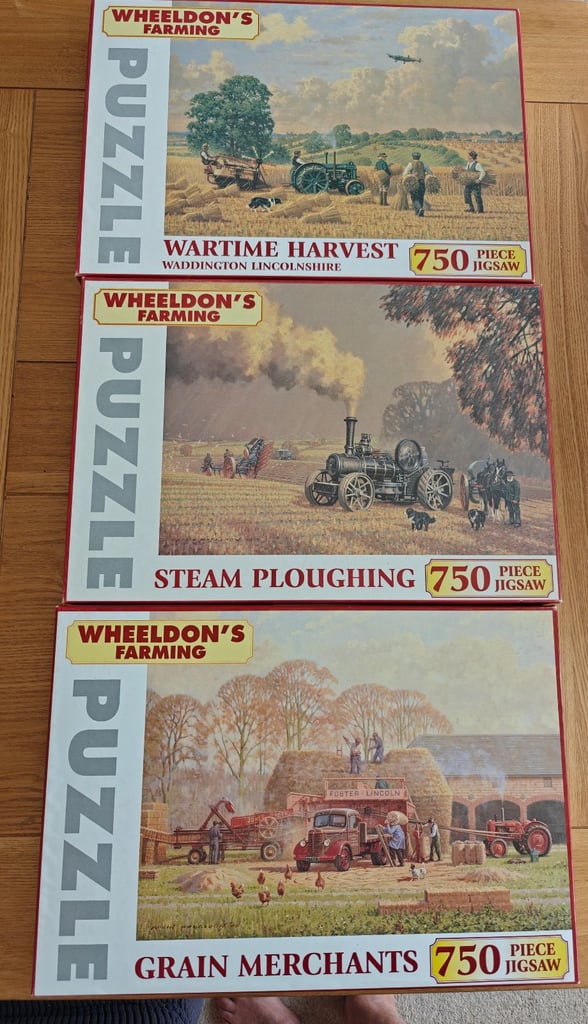 WHEELDON'S
FARMING
PUZZLE
WARTIME HARVEST
WADDINGTON LINCOLNSHIRE
750 PIECE
JIGSAW
WHEELDON'S
FARMING
PUZZLE
STEAM PLOUGHING
750 PIECE
JIGSAW
WHEELDON'S
FARMING
PUZZLE
FOSTER-LINCOLN
GRAIN MERCHANTS
750 PIECE
JIGSAW